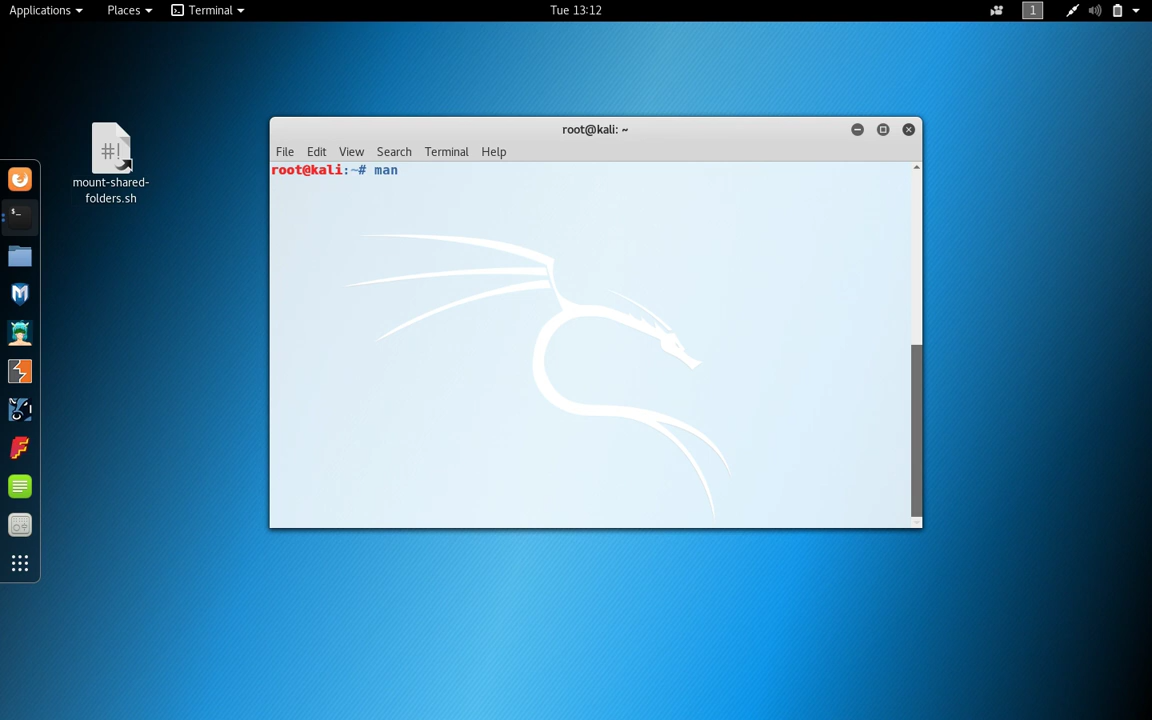 Applications Places Terminal Tue 13:12 1
mount-shared-
folders.sh
root@kali: ~
File Edit View Search Terminal Help
root@kali:~# man